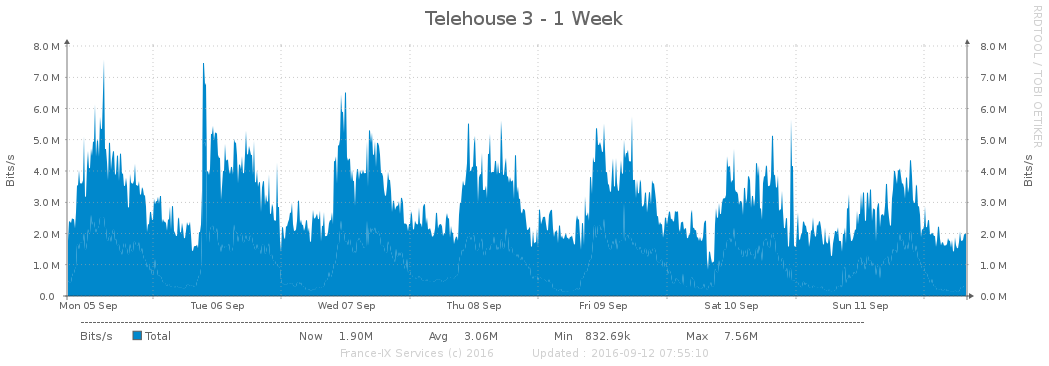 Telehouse 3 - 1 Week
RRDTOOL / TOBI OETIKER
Bits/s
Bits/s
8.0 M 8.0 M
7.0 M 7.0 M
6.0 M 6.0 M
5.0 M 5.0 M
4.0 M 4.0 M
3.0 M 3.0 M
2.0 M 2.0 M
1.0 M 1.0 M
0.0 0.0 M
Mon 05 Sep Tue 06 Sep Wed 07 Sep Thu 08 Sep Fri 09 Sep Sat 10 Sep Sun 11 Sep
Bits/s Total Now 1.90M Avg 3.06M Min 832.69k Max 7.56M
France-IX Services (c) 2016 Updated : 2016-09-12 07:55:10